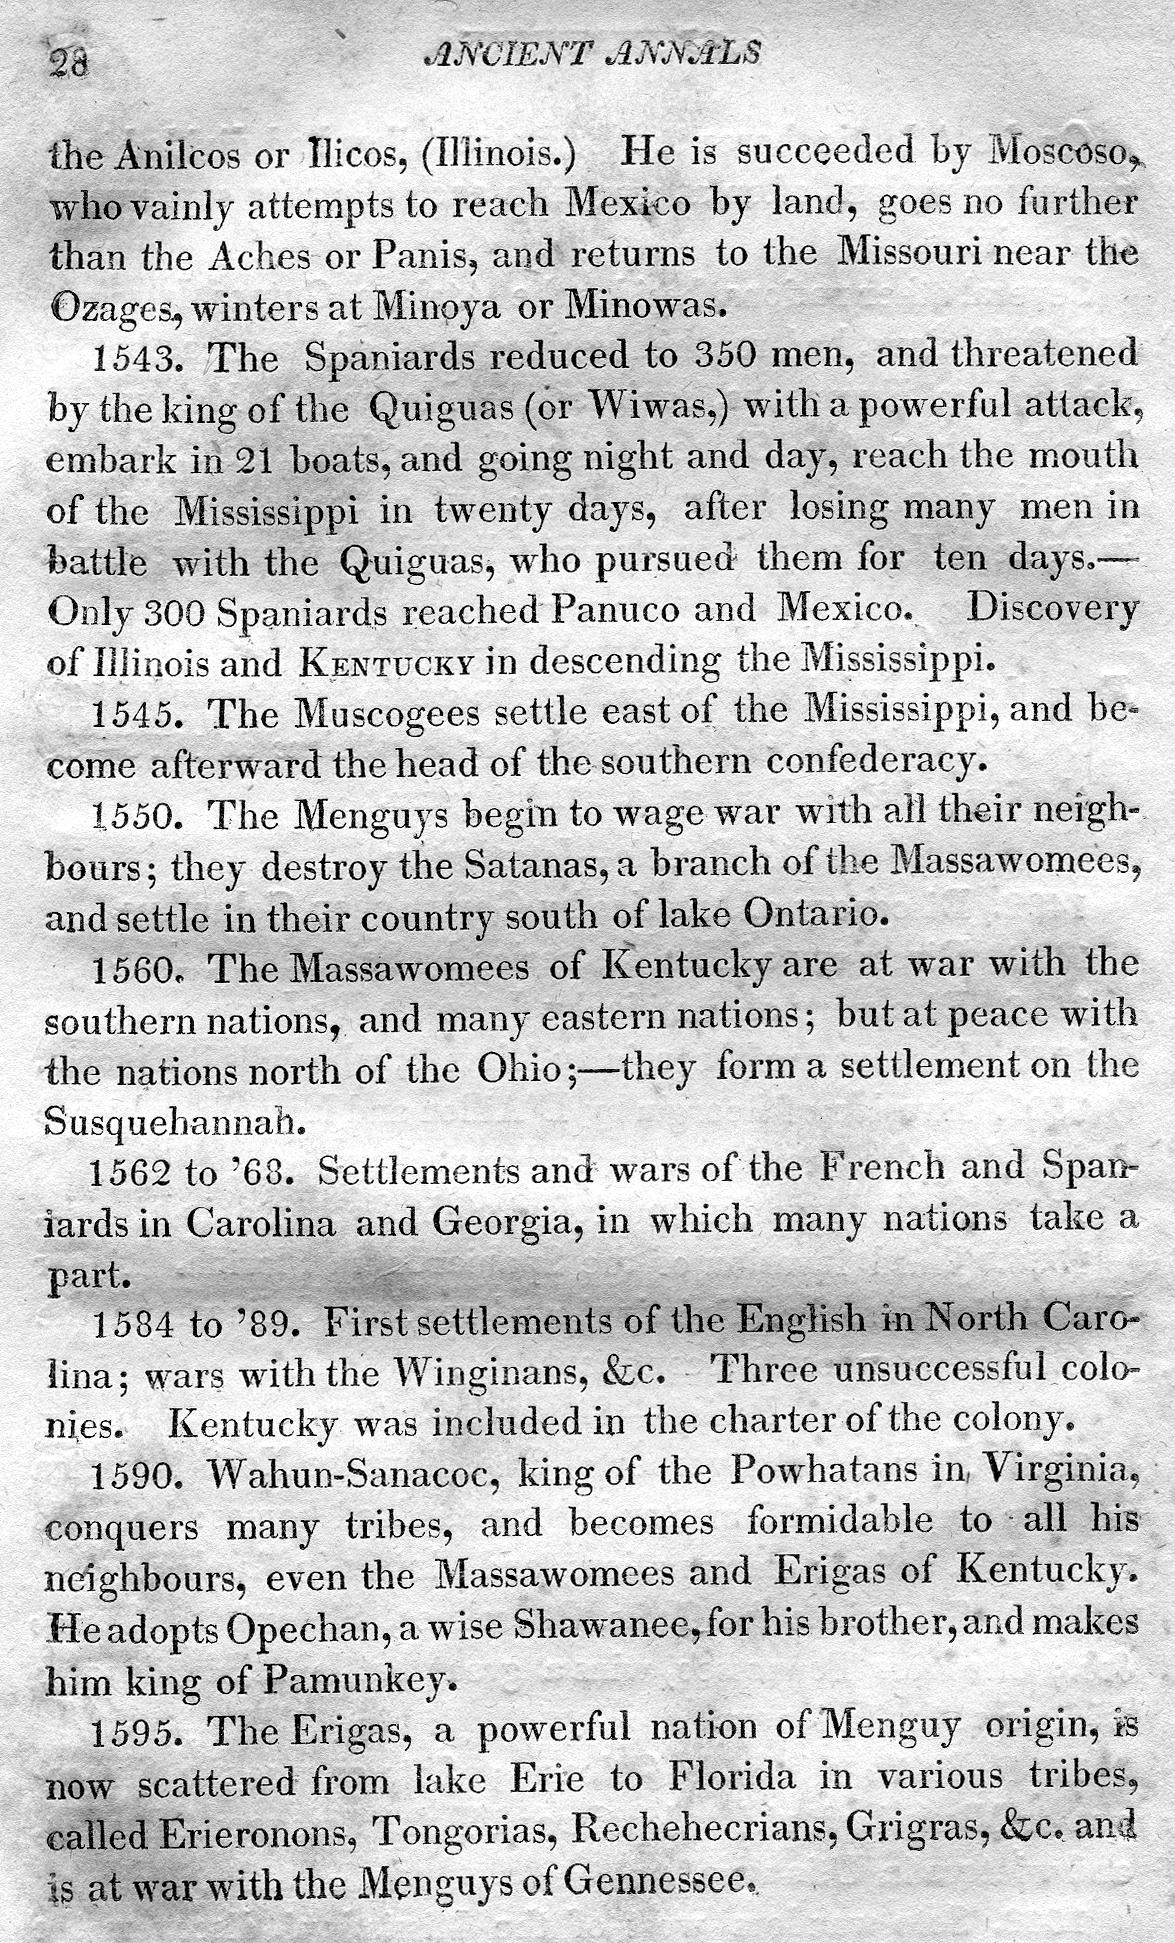 28
ANCIENT ANNALS
the Anilcos or Ilicos, (Illinois.) He is succeeded by Moscoso,
who vainly attempts to reach Mexico by land, goes no further
than the Aches or Panis, and returns to the Missouri near the
Ozages, winters at Minoya or Minowas.
1543. The Spaniards reduced to 350 men, and threatened
by the king of the Quiguas (or Wiwas,) with a powerful attack,
embark in 21 boats, and going night and day, reach the mouth
of the Mississippi in twenty days, after losing many men in
battle with the Quiguas, who pursued them for ten days.—
Only 300 Spaniards reached Panuco and Mexico. Discovery
of Illinois and KENTUCKY in descending the Mississippi.
1545. The Muscogees settle east of the Mississippi, and be-
come afterward the head of the southern confederacy.
1550. The Menguys begin to wage war with all their neigh-
bours; they destroy the Satanas, a branch of the Massawomees,
and settle in their country south of lake Ontario.
1560. The Massawomees of Kentucky are at war with the
southern nations, and many eastern nations; but at peace with
the nations north of the Ohio;—they form a settlement on the
Susquehannah.
1562 to '68. Settlements and wars of the French and Span-
iards in Carolina and Georgia, in which many nations take a
part.
1584 to '89. First settlements of the English in North Caro-
lina; wars with the Winginans, &c. Three unsuccessful colo-
nies. Kentucky was included in the charter of the colony.
1590. Wahun-Sanacoc, king of the Powhatans in Virginia,
conquers many tribes, and becomes formidable to all his
neighbours, even the Massawomees and Erigas of Kentucky.
He adopts Opechan, a wise Shawanee, for his brother, and makes
him king of Pamunkey.
1595. The Erigas, a powerful nation of Menguy origin, is
now scattered from lake Erie to Florida in various tribes,
called Erieronons, Tongorias, Rechehecrians, Grigras, &c. and
is at war with the Menguys of Gennessee.